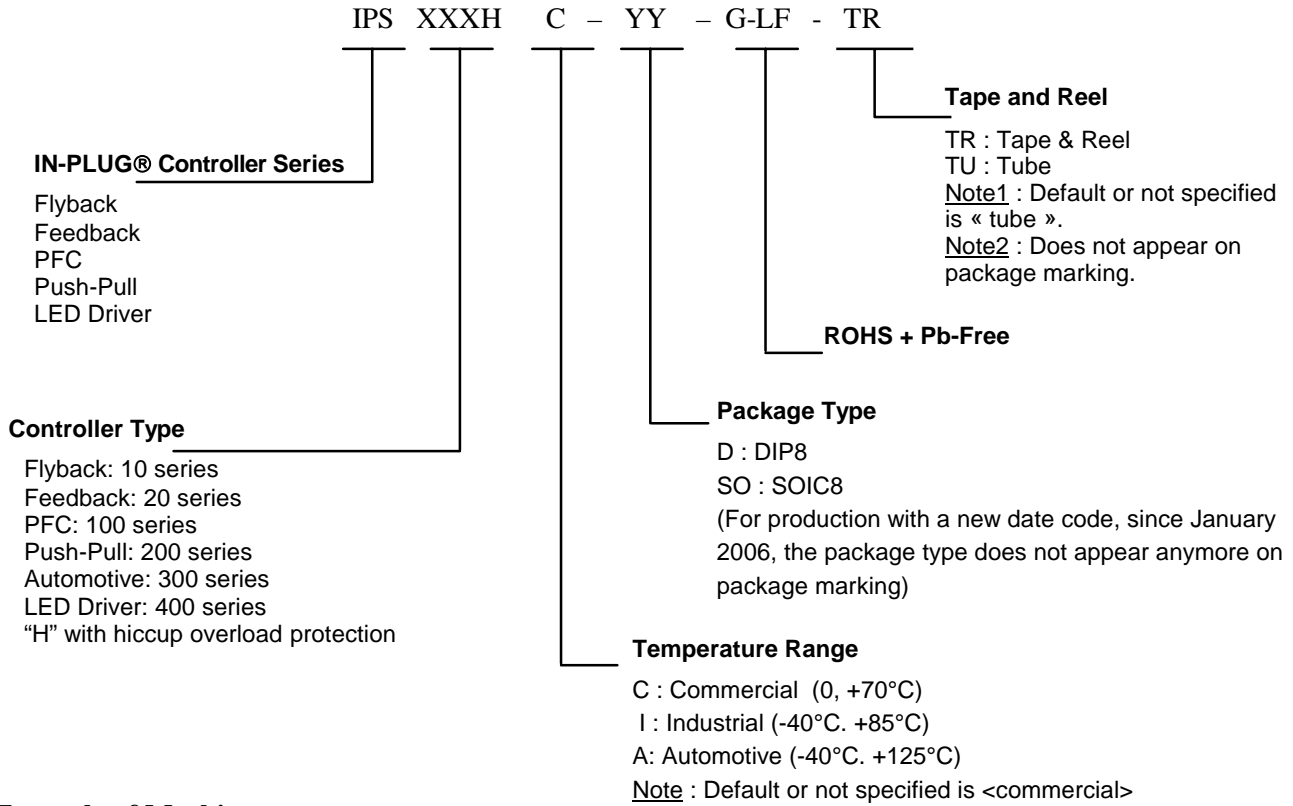 IPS XXXH C – YY – G-LF - TR
Tape and Reel
TR : Tape & Reel
TU : Tube
Note1 : Default or not specified
is « tube ».
Note2 : Does not appear on
package marking.
IN-PLUG® Controller Series
Flyback
Feedback
PFC
Push-Pull
LED Driver
ROHS + Pb-Free
Package Type
D : DIP8
SO : SOIC8
(For production with a new date code, since January
2006, the package type does not appear anymore on
package marking)
Controller Type
Flyback: 10 series
Feedback: 20 series
PFC: 100 series
Push-Pull: 200 series
Automotive: 300 series
LED Driver: 400 series
“H” with hiccup overload protection
Temperature Range
C : Commercial (0, +70°C)
I : Industrial (-40°C. +85°C)
A: Automotive (-40°C. +125°C)
Note : Default or not specified is <commercial>